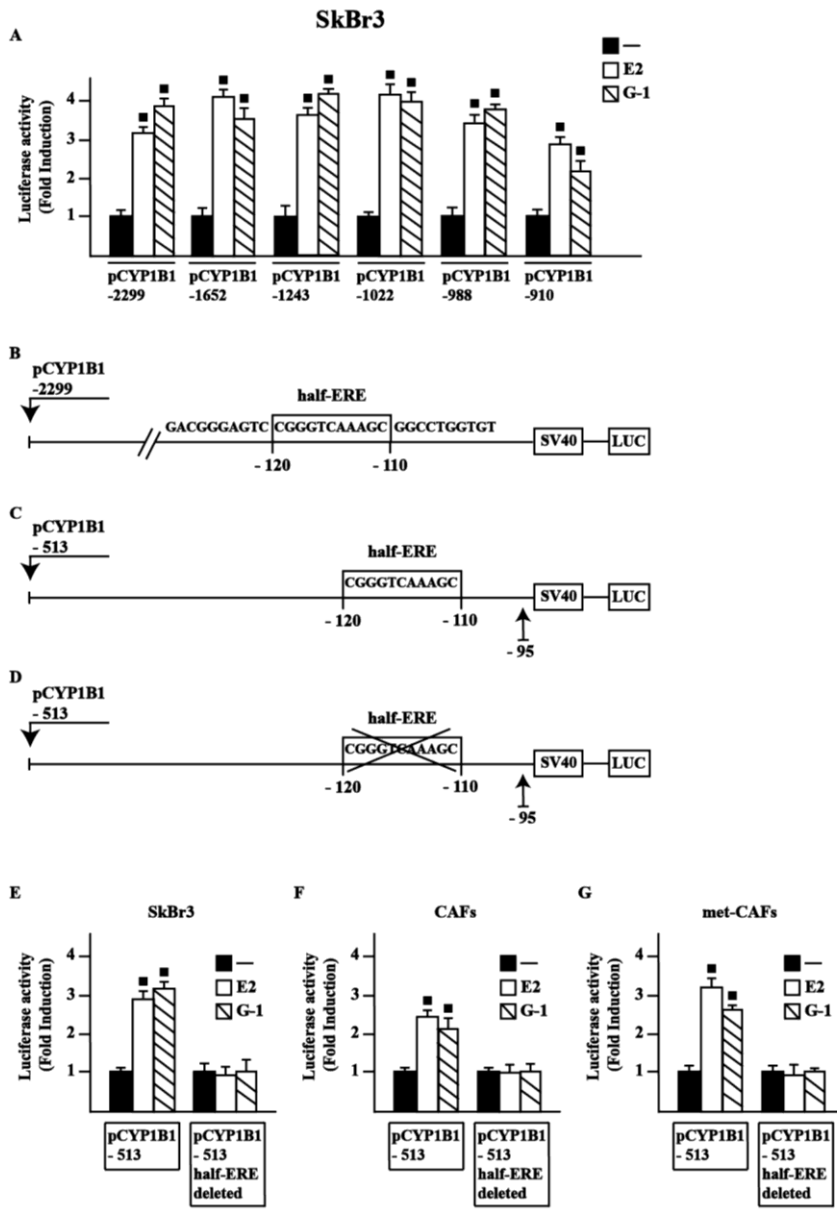 SkBr3
A
—
E2
G-1
Luciferase activity
(Fold Induction)
4
3
2
1
pCYP1B1 pCYP1B1 pCYP1B1 pCYP1B1 pCYP1B1 pCYP1B1
-2299 -1652 -1243 -1022 -988 -910
B
pCYP1B1
-2299
half-ERE
GACGGGAGTC CGGGTCAAAGC GGCCTGGTGT
SV40 LUC
- 120 - 110
C
pCYP1B1
- 513
half-ERE
CGGGTCAAAGC
SV40 LUC
- 120 - 110
- 95
D
pCYP1B1
- 513
half-ERE
CGGGTCAAAGC
SV40 LUC
- 120 - 110
- 95
E
SkBr3
Luciferase activity
(Fold Induction)
4
3
2
1
—
E2
G-1
pCYP1B1
- 513
pCYP1B1
- 513
half-ERE
deleted
F
CAFs
Luciferase activity
(Fold Induction)
4
3
2
1
—
E2
G-1
pCYP1B1
- 513
pCYP1B1
- 513
half-ERE
deleted
G
met-CAFs
Luciferase activity
(Fold Induction)
4
3
2
1
—
E2
G-1
pCYP1B1
- 513
pCYP1B1
- 513
half-ERE
deleted